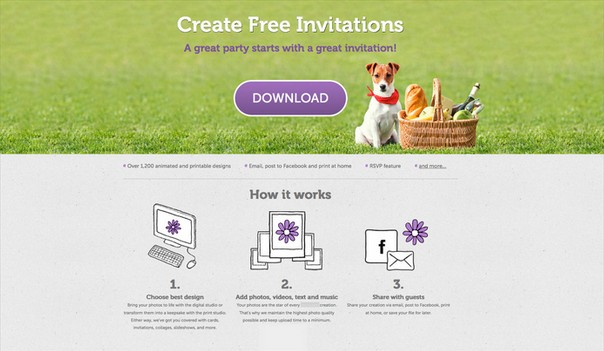 Create Free Invitations
A great party starts with a great invitation!
DOWNLOAD
Over 1,200 animated and printable designs
Email, post to Facebook and print at home
RSVP feature
and more...
How it works
f
1.
Choose best design
Bring your photos to life with the digital studio or
transform them into a keepsake with the print studio.
Either way, we've got you covered with cards,
invitations, collages, slideshows, and more.
2.
Add photos, videos, text and music
Your photos are the star of every creation.
That's why we maintain the highest photo quality
possible and keep upload time to a minimum.
3.
Share with guests
Share your creation via email, post to Facebook, print
at home, or save your file for later.